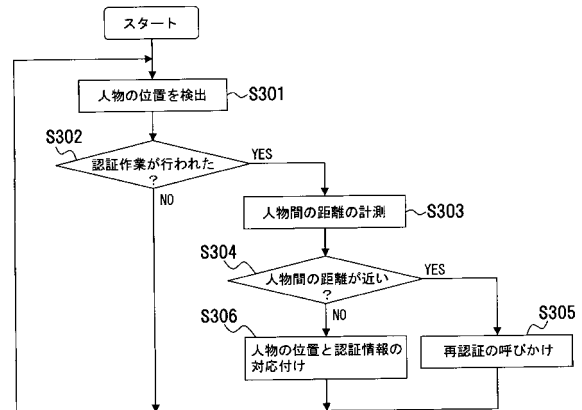 スタート
人物の位置を検出
S301
S302
認証作業が行われた
?
YES
NO
人物間の距離の計測
S303
S304
人物間の距離が近い
?
YES
NO
S306
人物の位置と認証情報の
対応付け
S305
再認証の呼びかけ